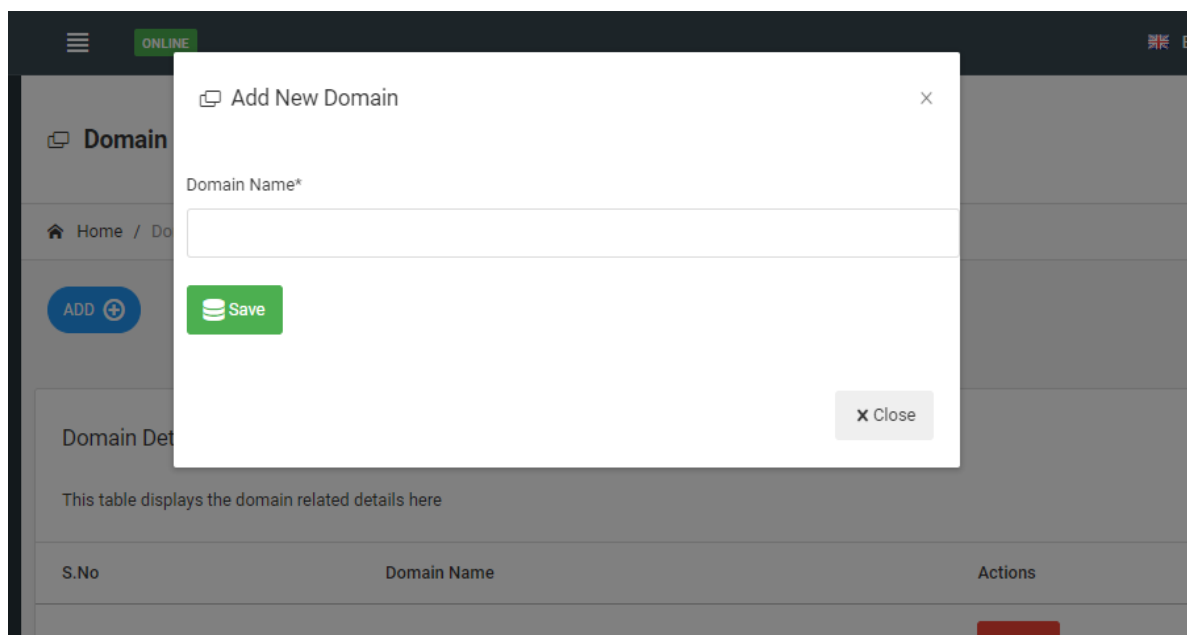 ONLINE
E
Add New Domain
×
Domain
Domain Name*
Home / Do
ADD
Save
Close
Domain Det
This table displays the domain related details here
S.No Domain Name Actions